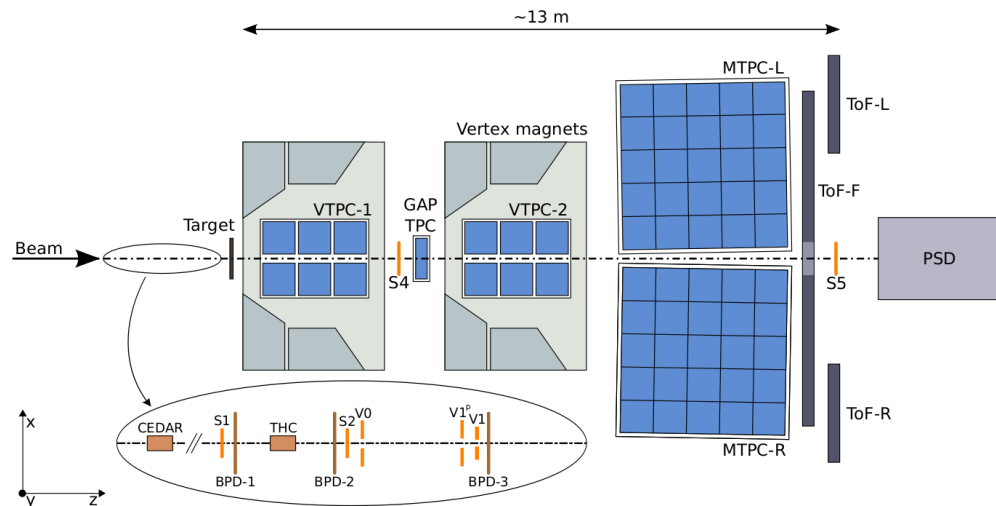 ~13 m
MTPC-L
ToF-L
Vertex magnets
ToF-F
GAP
TPC
VTPC-1
VTPC-2
Target
Beam
S4
S5
PSD
x
y
z
CEDAR
S1
THC
S2
V0
V1ᵖ
V1
BPD-1
BPD-2
BPD-3
MTPC-R
ToF-R